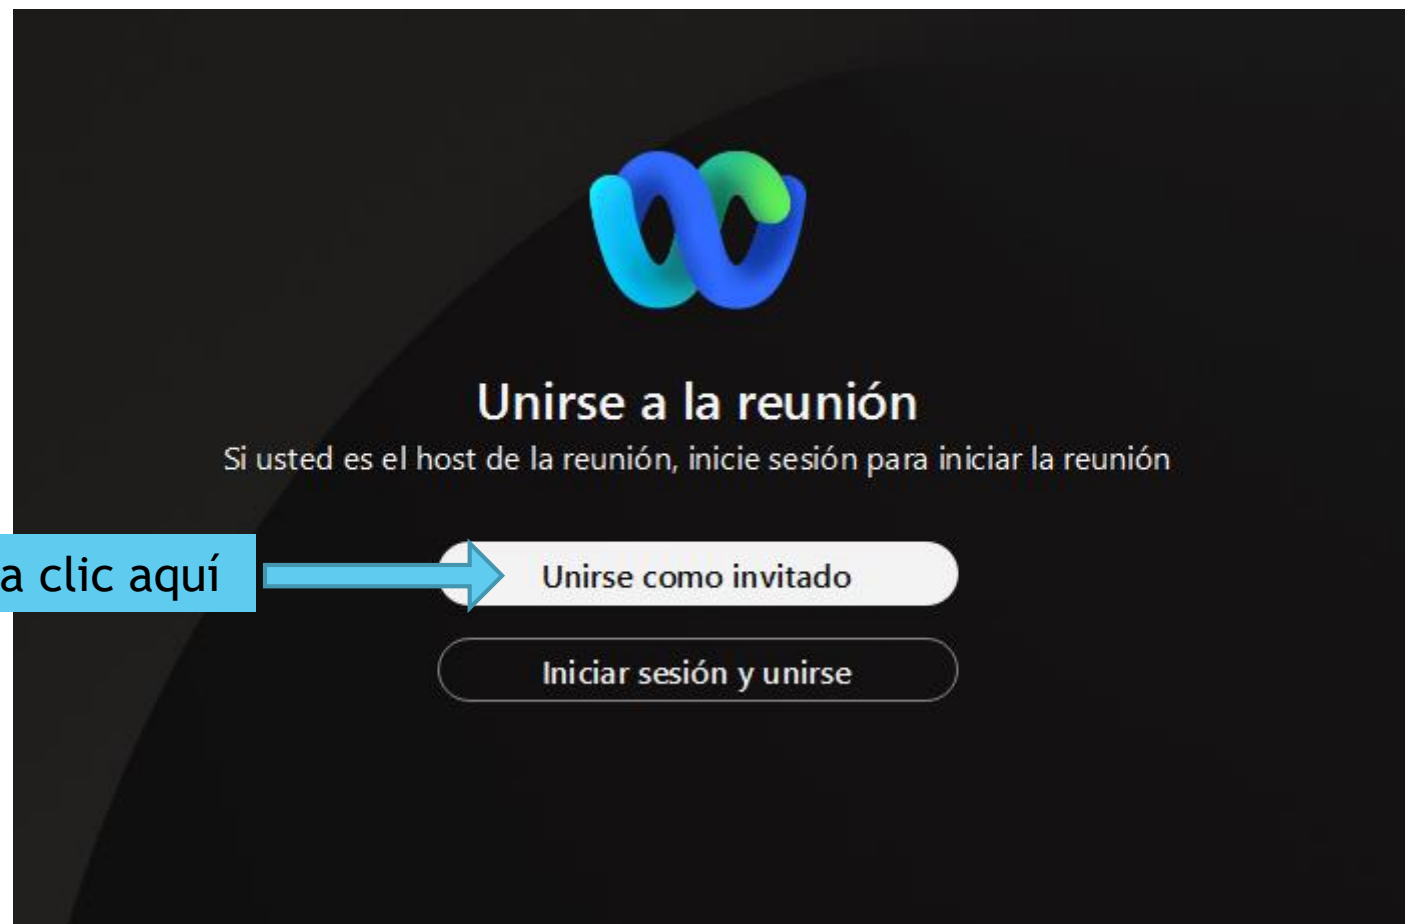 Unirse a la reunión
Si usted es el host de la reunión, inicie sesión para iniciar la reunión
a clic aquí
Unirse como invitado
Iniciar sesión y unirse